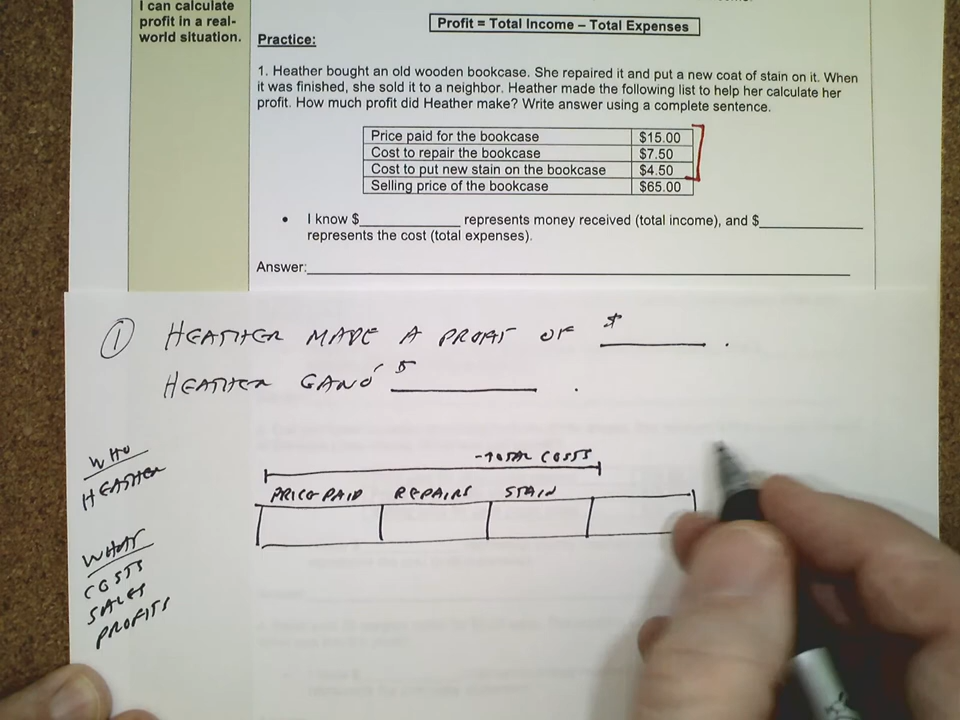 I can calculate
profit in a real-
world situation.
Profit = Total Income – Total Expenses
Practice:
1. Heather bought an old wooden bookcase. She repaired it and put a new coat of stain on it. When
it was finished, she sold it to a neighbor. Heather made the following list to help her calculate her
profit. How much profit did Heather make? Write answer using a complete sentence.
Price paid for the bookcase $15.00
Cost to repair the bookcase $7.50
Cost to put new stain on the bookcase $4.50
Selling price of the bookcase $65.00
• I know $____________ represents money received (total income), and $____________
represents the cost (total expenses).
Answer:____________
① HEATHER MADE A PROFIT OF $ ________ .
HEATHER GANÓ $ ________ .
WHO
HEATHER
WHAT
COSTS
SALES
PROFITS
-TOTAL COSTS
PRICE PAID REPAIRS STAIN